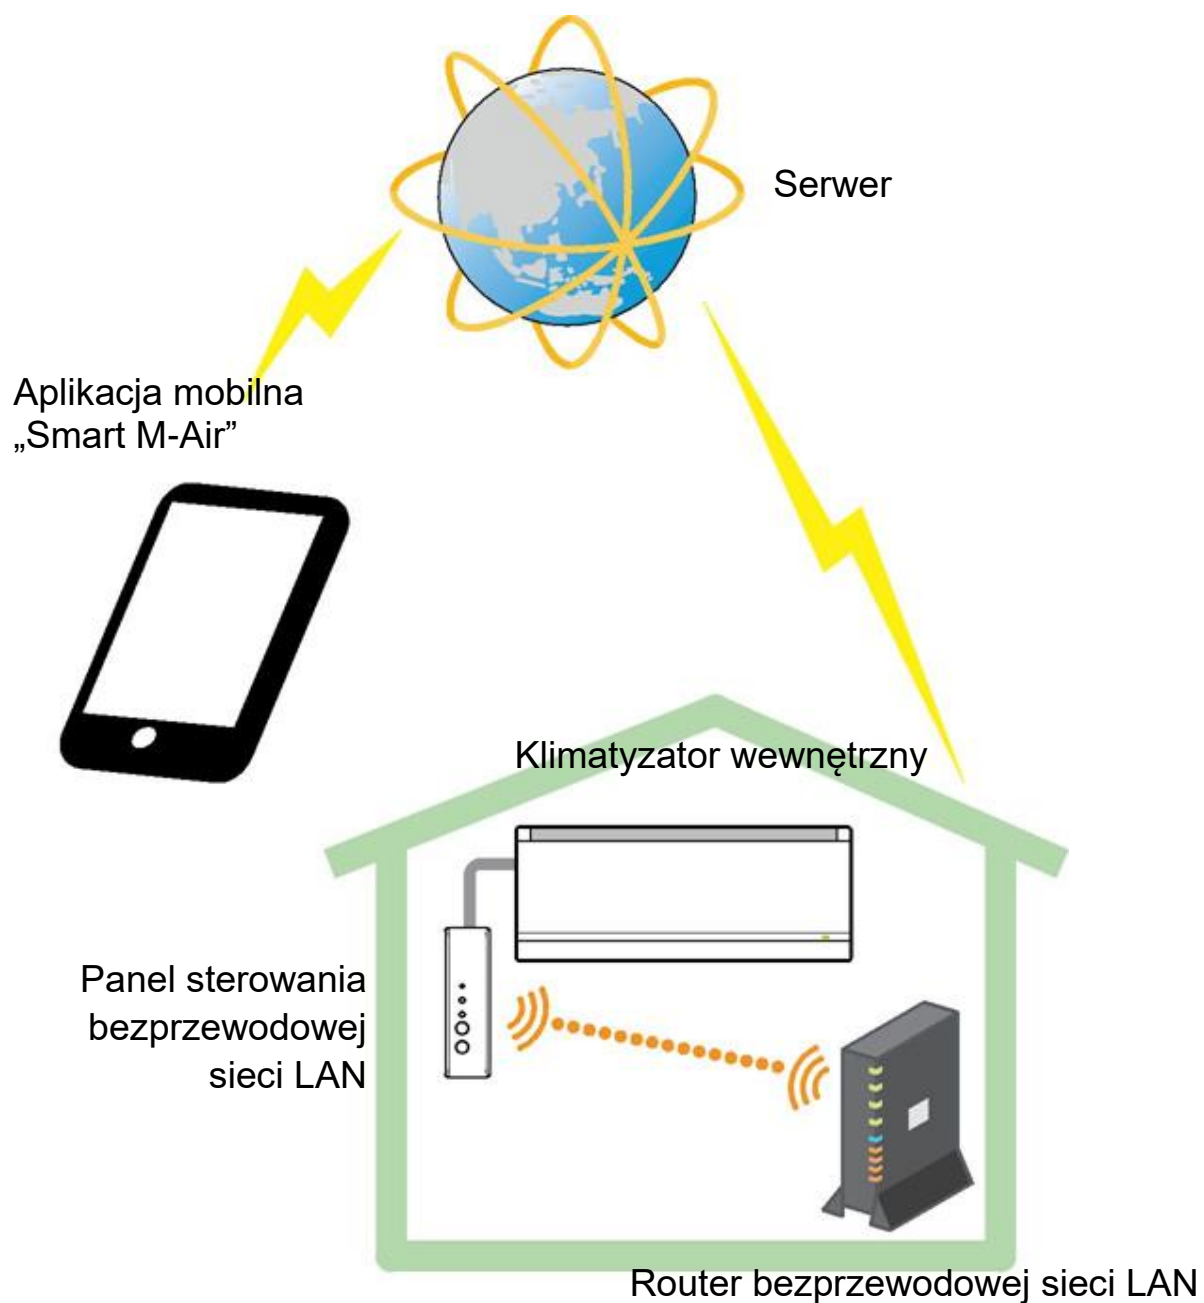 Serwer
Aplikacja mobilna
„Smart M-Air”
Klimatyzator wewnętrzny
Panel sterowania
bezprzewodowej
sieci LAN
Router bezprzewodowej sieci LAN